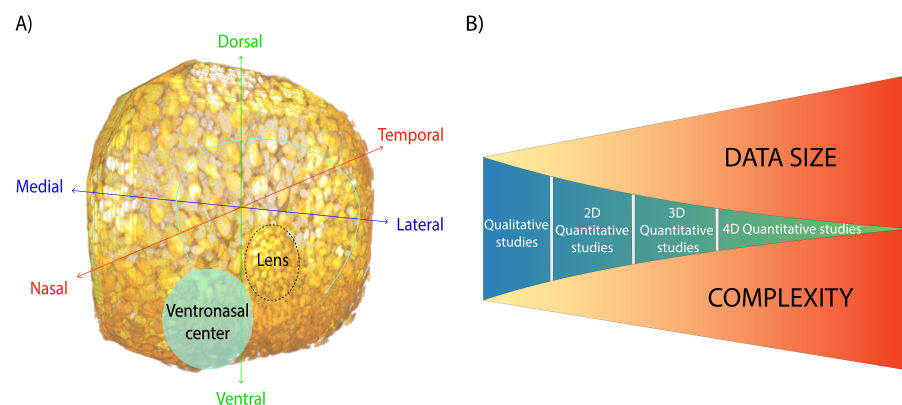 A)
Dorsal
Temporal
Medial
Lateral
Lens
Nasal
Ventronasal
center
Ventral
B)
DATA SIZE
Qualitative
studies
2D
Quantitative
studies
3D
Quantitative
studies
4D Quantitative studies
COMPLEXITY